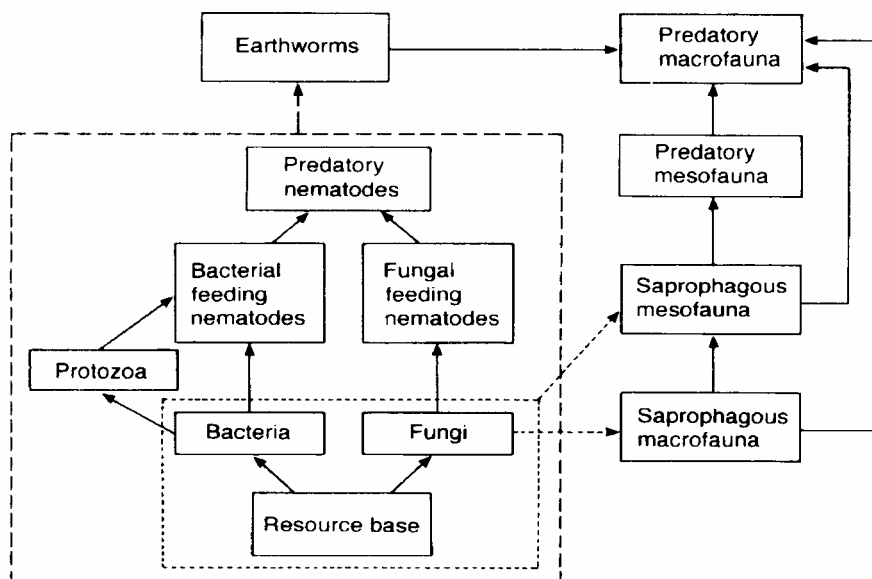 Earthworms
Predatory
macrofauna
Predatory
nematodes
Predatory
mesofauna
Bacterial
feeding
nematodes
Fungal
feeding
nematodes
Saprophagous
mesofauna
Protozoa
Bacteria
Fungi
Saprophagous
macrofauna
Resource base